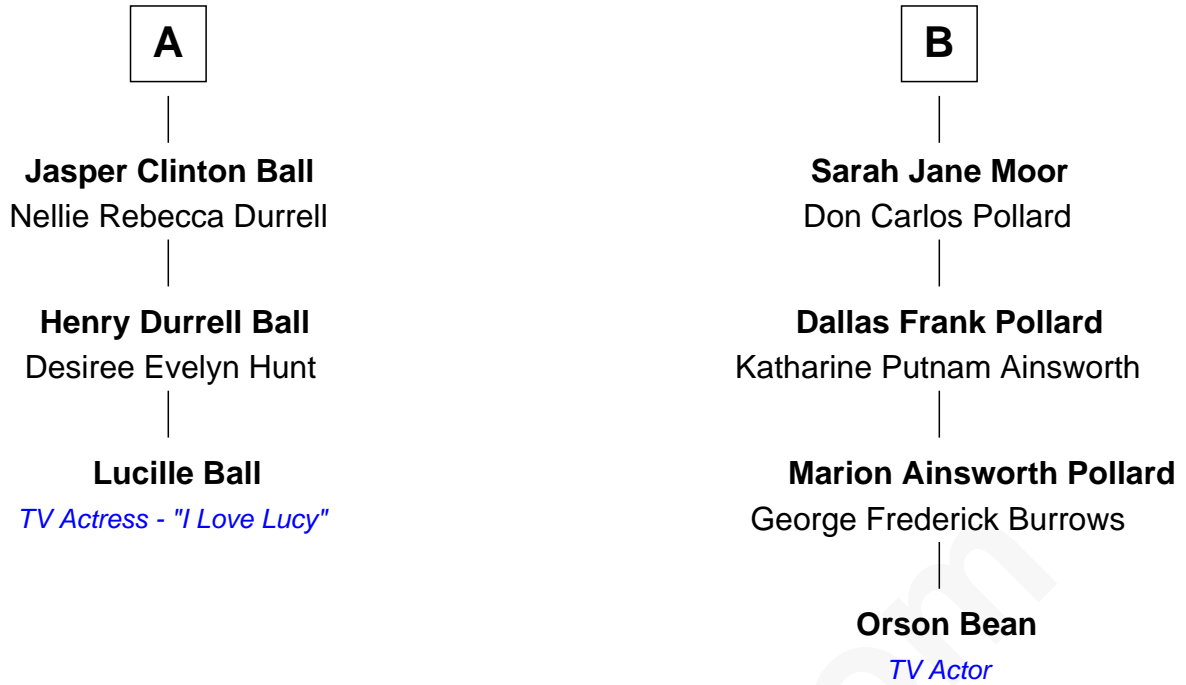 A
Jasper Clinton Ball
Nellie Rebecca Durrell
Henry Durrell Ball
Desiree Evelyn Hunt
Lucille Ball
TV Actress - "I Love Lucy"
B
Sarah Jane Moor
Don Carlos Pollard
Dallas Frank Pollard
Katharine Putnam Ainsworth
Marion Ainsworth Pollard
George Frederick Burrows
Orson Bean
TV Actor
om